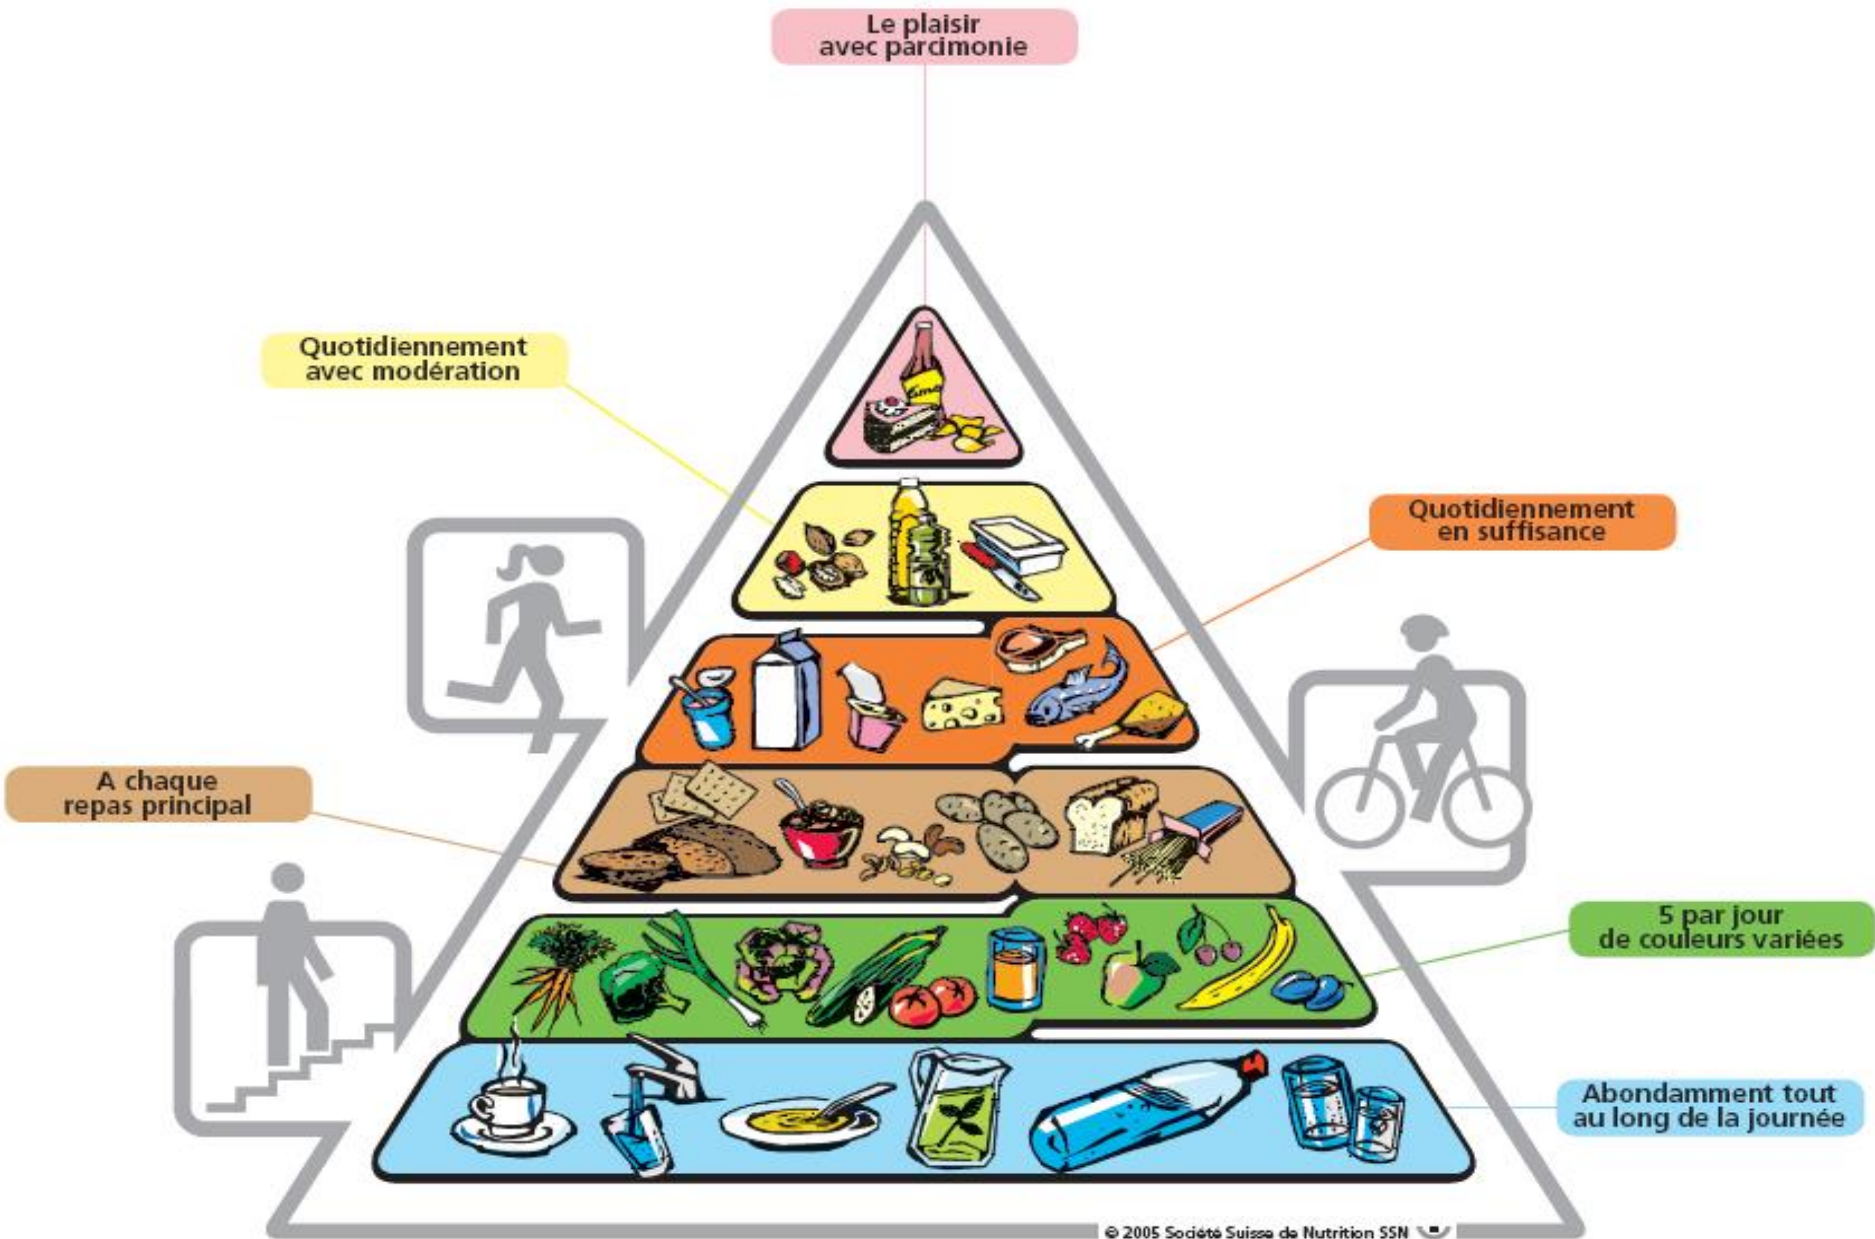 Le plaisir
avec parcimonie
Quotidiennement
avec modération
Quotidiennement
en suffisance
A chaque
repas principal
5 par jour
de couleurs variées
Abondamment tout
au long de la journée
© 2005 Société Suisse de Nutrition SSN